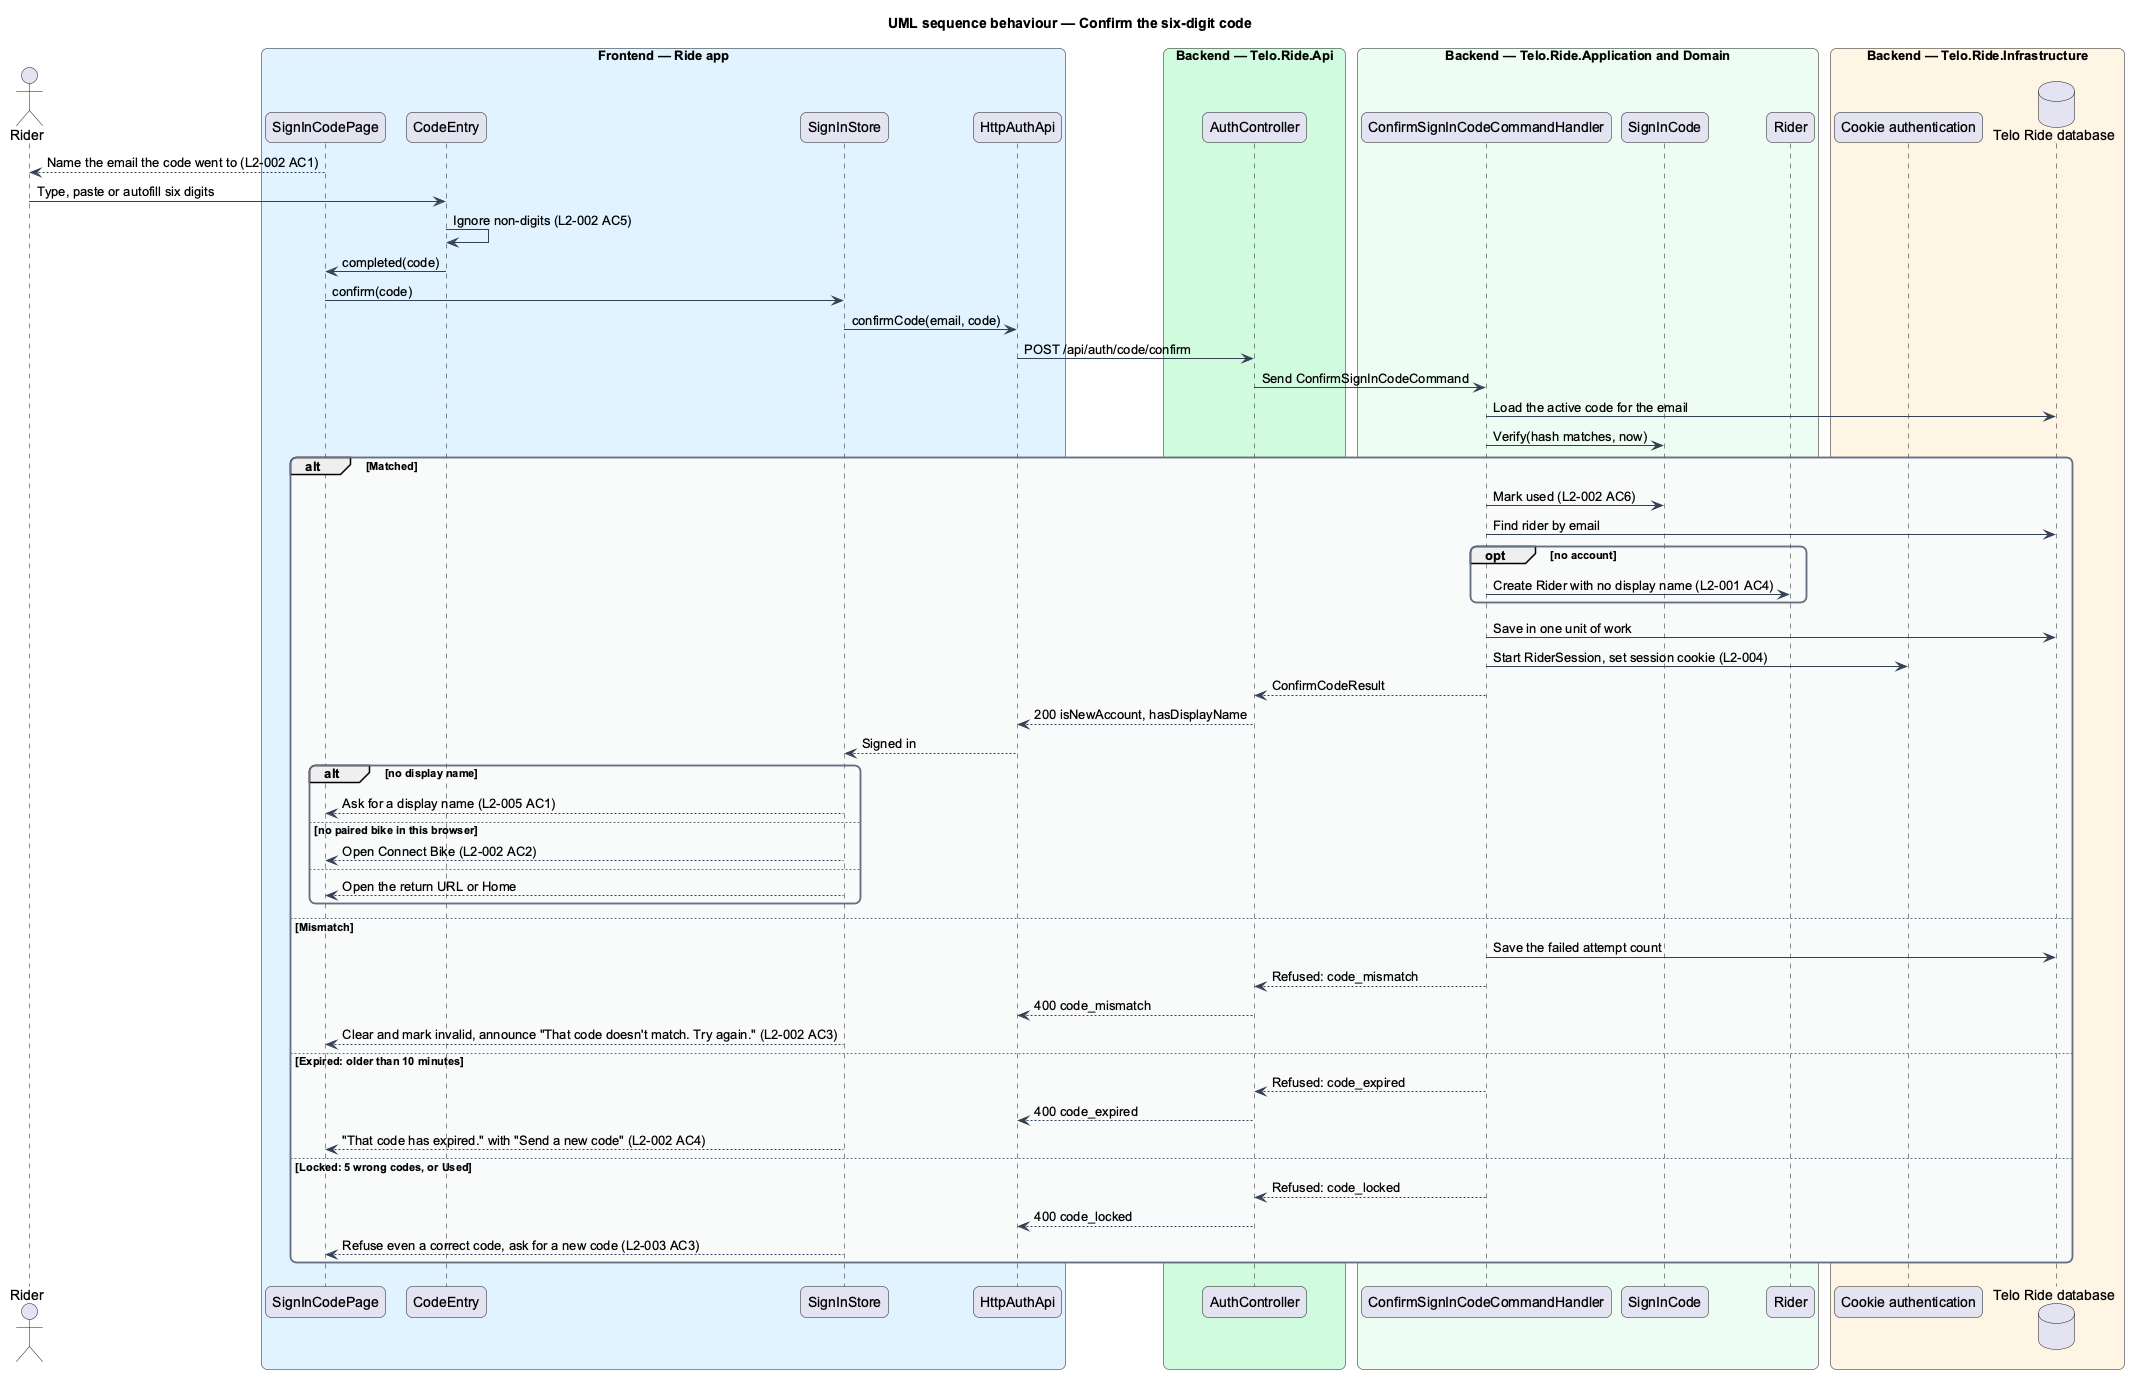 UML sequence behaviour — Confirm the six-digit code
Frontend — Ride app
Backend — Telo.Ride.Api
Backend — Telo.Ride.Application and Domain
Backend — Telo.Ride.Infrastructure
Rider
SignInCodePage
CodeEntry
SignInStore
HttpAuthApi
AuthController
ConfirmSignInCodeCommandHandler
SignInCode
Rider
Cookie authentication
Telo Ride database
Name the email the code went to (L2-002 AC1)
Type, paste or autofill six digits
Ignore non-digits (L2-002 AC5)
completed(code)
confirm(code)
confirmCode(email, code)
POST /api/auth/code/confirm
Send ConfirmSignInCodeCommand
Load the active code for the email
Verify(hash matches, now)
alt [Matched]
Mark used (L2-002 AC6)
Find rider by email
opt [no account]
Create Rider with no display name (L2-001 AC4)
Save in one unit of work
Start RiderSession, set session cookie (L2-004)
ConfirmCodeResult
200 isNewAccount, hasDisplayName
Signed in
alt [no display name]
Ask for a display name (L2-005 AC1)
[no paired bike in this browser]
Open Connect Bike (L2-002 AC2)
Open the return URL or Home
[Mismatch]
Save the failed attempt count
Refused: code_mismatch
400 code_mismatch
Clear and mark invalid, announce "That code doesn't match. Try again." (L2-002 AC3)
[Expired: older than 10 minutes]
Refused: code_expired
400 code_expired
"That code has expired." with "Send a new code" (L2-002 AC4)
[Locked: 5 wrong codes, or Used]
Refused: code_locked
400 code_locked
Refuse even a correct code, ask for a new code (L2-003 AC3)
Rider
SignInCodePage
CodeEntry
SignInStore
HttpAuthApi
AuthController
ConfirmSignInCodeCommandHandler
SignInCode
Rider
Cookie authentication
Telo Ride database